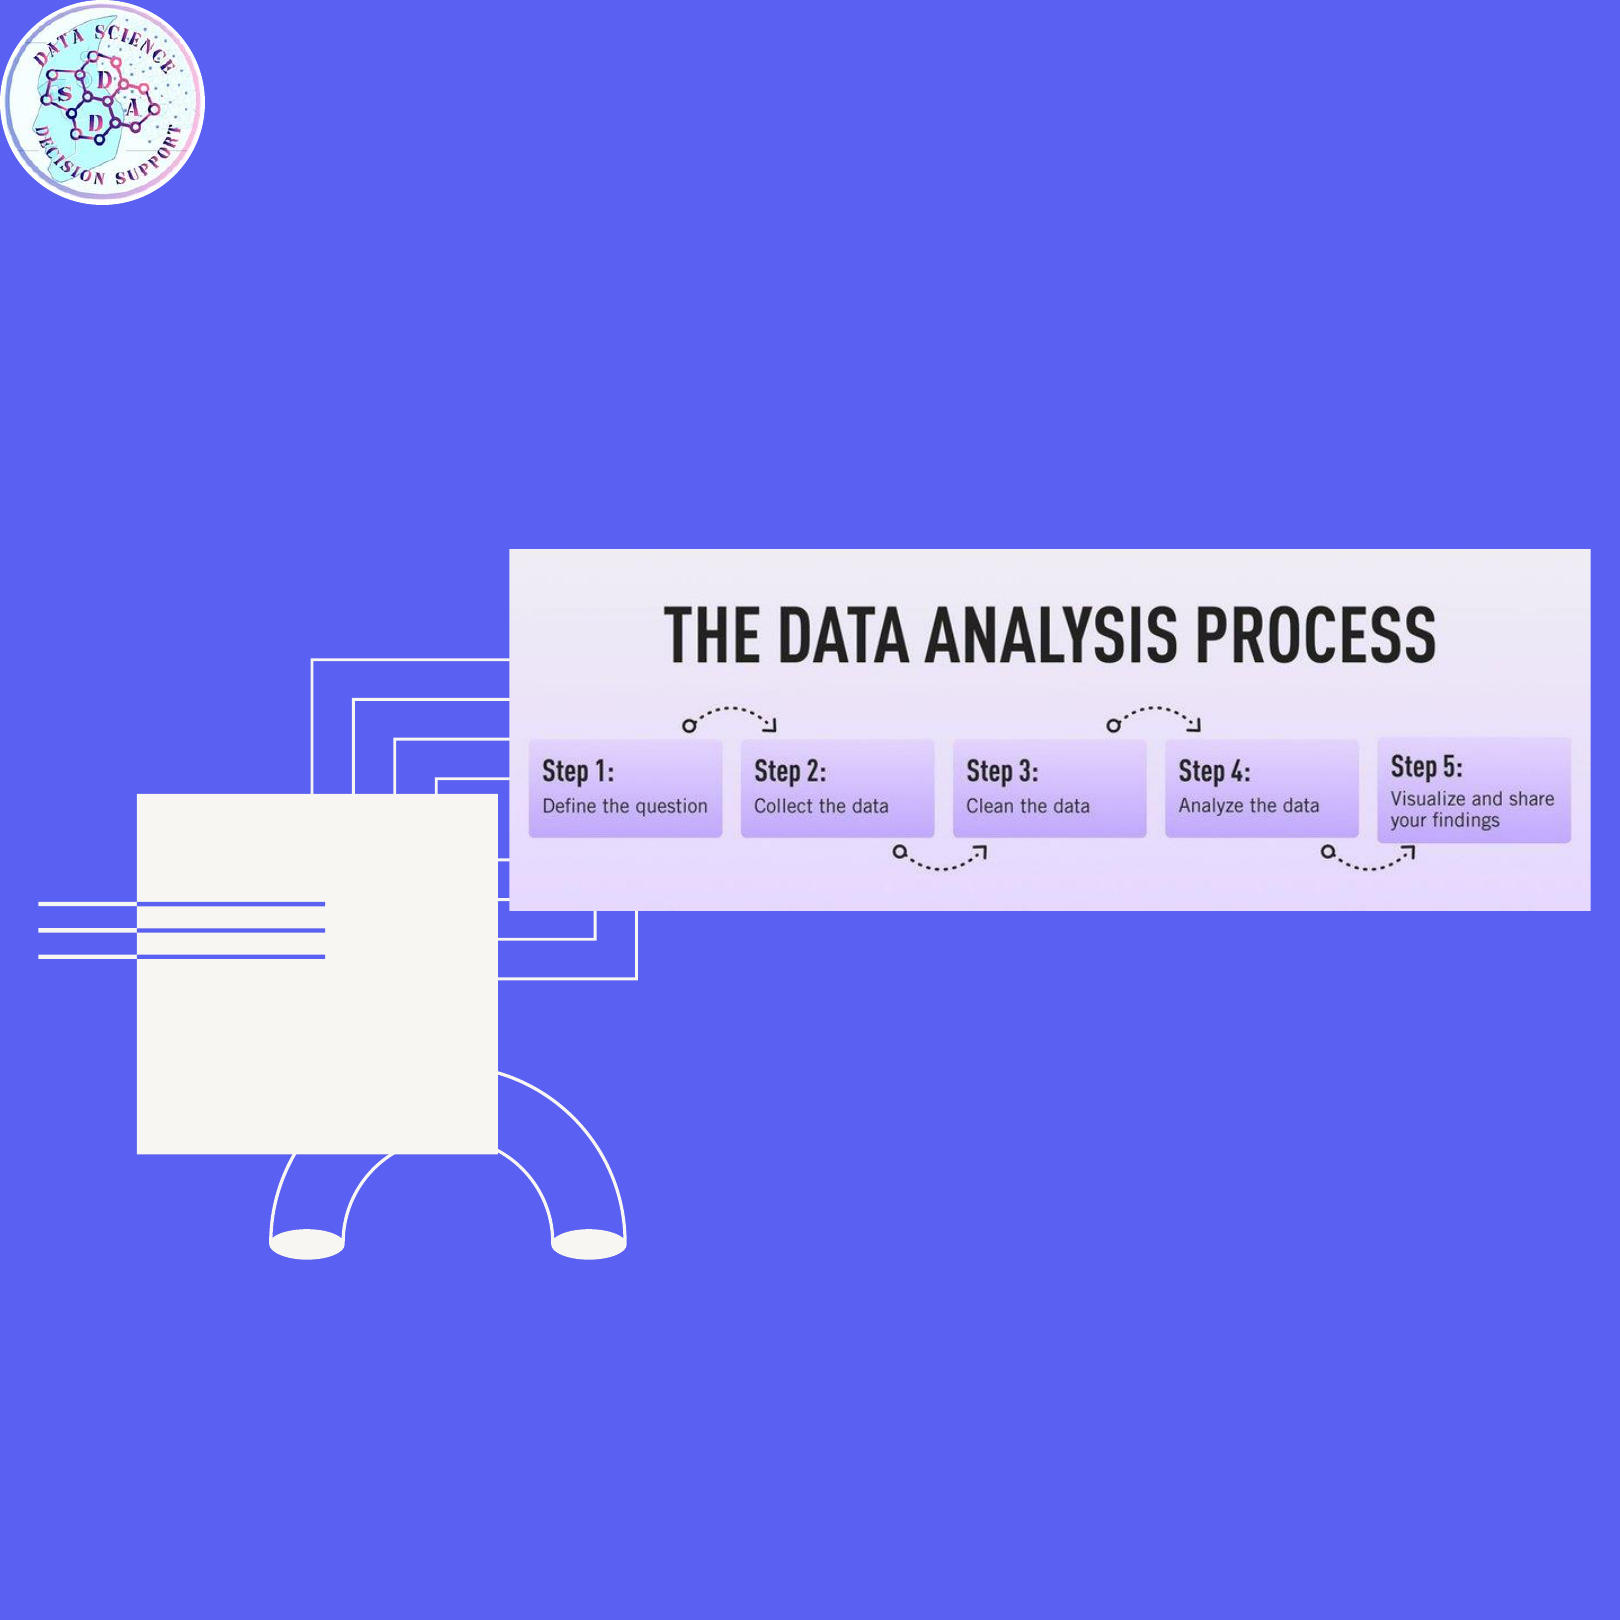 DATA SCIENCE
S D D A
DECISION SUPPORT
THE DATA ANALYSIS PROCESS
Step 1:
Define the question
Step 2:
Collect the data
Step 3:
Clean the data
Step 4:
Analyze the data
Step 5:
Visualize and share
your findings